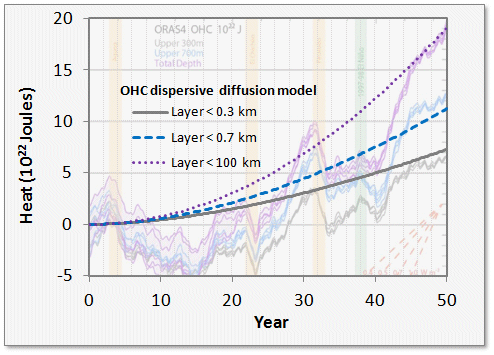 ORAS4 OHC 10²² J
Upper 300m
Upper 700m
Total Depth
OHC dispersive diffusion model
Layer < 0.3 km
Layer < 0.7 km
Layer < 100 km
Heat (10²² Joules)
20
15
10
5
0
-5
0
10
20
30
40
50
Year